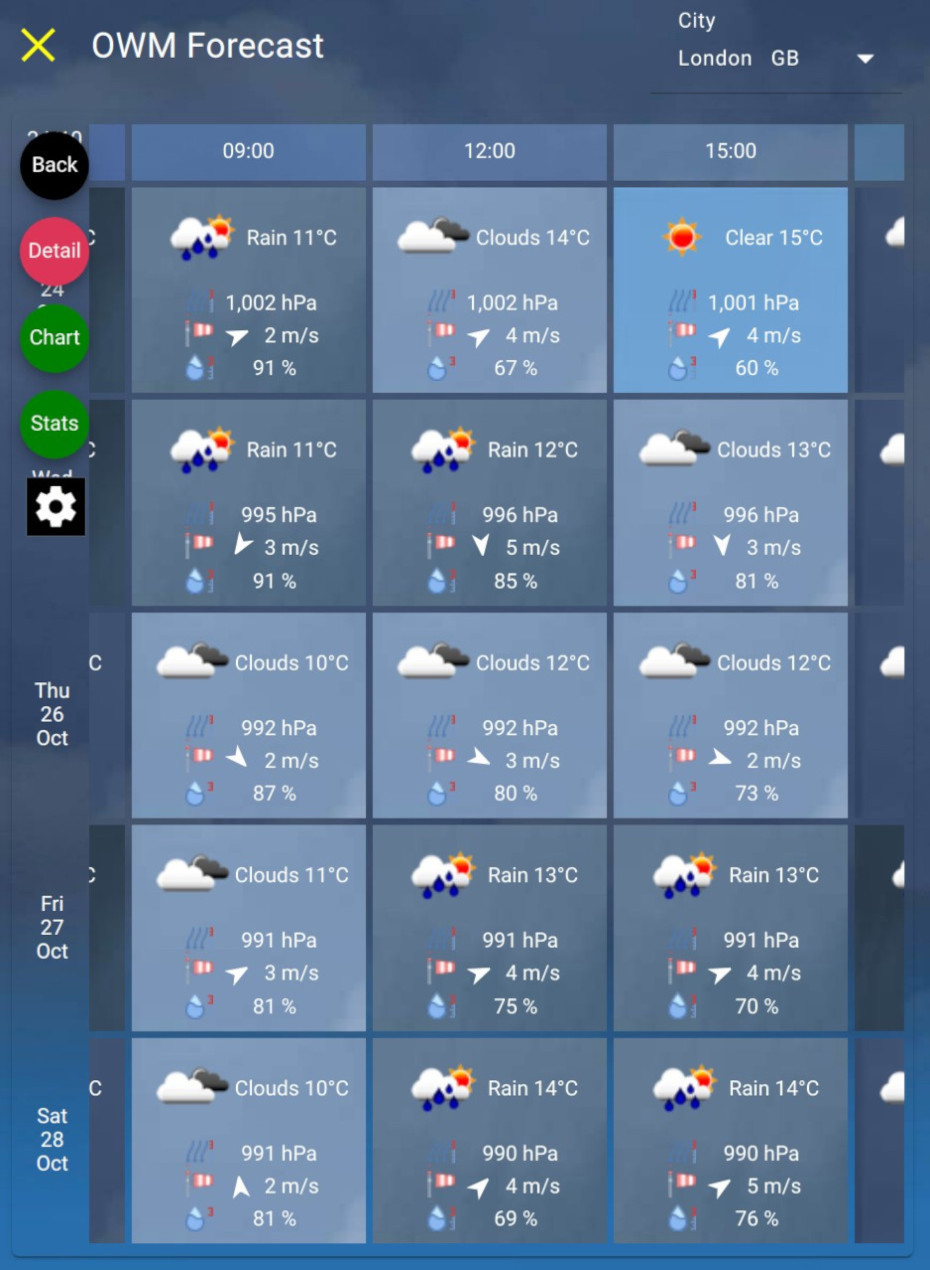 City
OWM Forecast
London GB
09:00 12:00 15:00
Back
Rain 11°C Clouds 14°C Clear 15°C
Detail
24
1,002 hPa 1,002 hPa 1,001 hPa
Chart
2 m/s 4 m/s 4 m/s
91 % 67 % 60 %
Stats
Rain 11°C Rain 12°C Clouds 13°C
995 hPa 996 hPa 996 hPa
3 m/s 5 m/s 3 m/s
91 % 85 % 81 %
C Clouds 10°C Clouds 12°C Clouds 12°C
Thu
26
Oct
992 hPa 992 hPa 992 hPa
2 m/s 3 m/s 2 m/s
87 % 80 % 73 %
Clouds 11°C Rain 13°C Rain 13°C
Fri
27
Oct
991 hPa 991 hPa 991 hPa
3 m/s 4 m/s 4 m/s
81 % 75 % 70 %
C Clouds 10°C Rain 14°C Rain 14°C
Sat
28
Oct
991 hPa 990 hPa 990 hPa
2 m/s 4 m/s 5 m/s
81 % 69 % 76 %